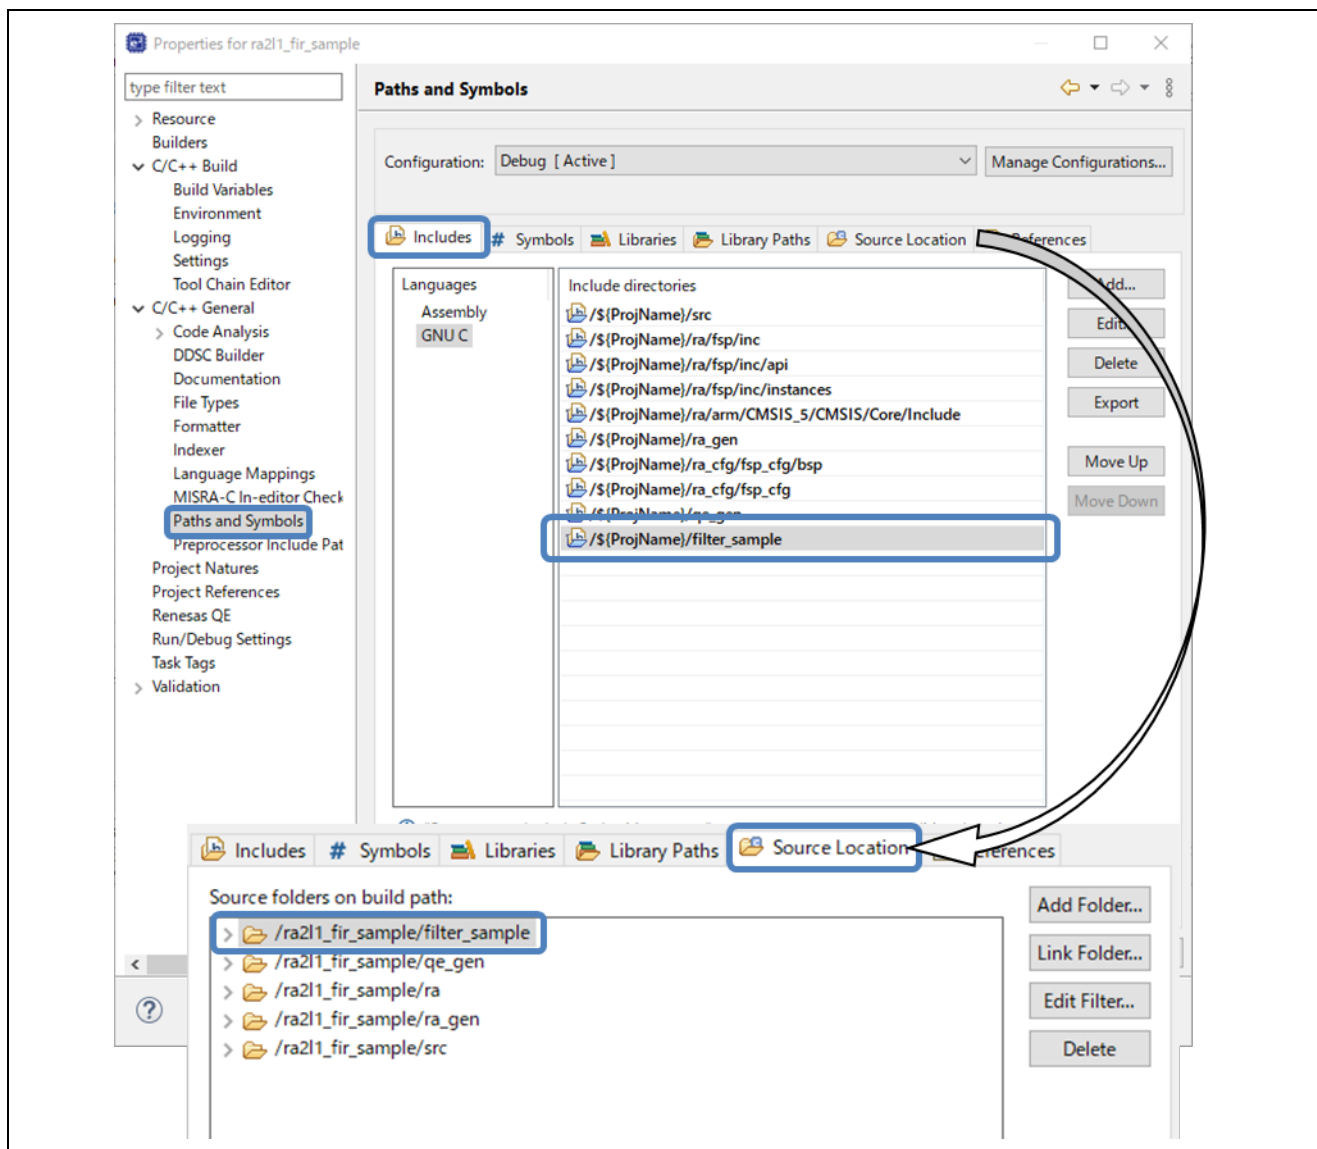 Properties for ra2l1_fir_sample
type filter text
Paths and Symbols
Resource
Builders
C/C++ Build
Build Variables
Environment
Logging
Settings
Tool Chain Editor
C/C++ General
Code Analysis
DDSC Builder
Documentation
File Types
Formatter
Indexer
Language Mappings
MISRA-C In-editor Check
Paths and Symbols
Preprocessor Include Pat
Project Natures
Project References
Renesas QE
Run/Debug Settings
Task Tags
Validation
Configuration: Debug [ Active ] Manage Configurations...
Includes # Symbols Libraries Library Paths Source Location References
Languages
Assembly
GNU C
Include directories
/${ProjName}/src
/${ProjName}/ra/fsp/inc
/${ProjName}/ra/fsp/inc/api
/${ProjName}/ra/fsp/inc/instances
/${ProjName}/ra/arm/CMSIS_5/CMSIS/Core/Include
/${ProjName}/ra_gen
/${ProjName}/ra_cfg/fsp_cfg/bsp
/${ProjName}/ra_cfg/fsp_cfg
/${ProjName}/qe_gen
/${ProjName}/filter_sample
Add...
Edit...
Delete
Export
Move Up
Move Down
Includes # Symbols Libraries Library Paths Source Location References
Source folders on build path:
/ra2l1_fir_sample/filter_sample
/ra2l1_fir_sample/qe_gen
/ra2l1_fir_sample/ra
/ra2l1_fir_sample/ra_gen
/ra2l1_fir_sample/src
Add Folder...
Link Folder...
Edit Filter...
Delete